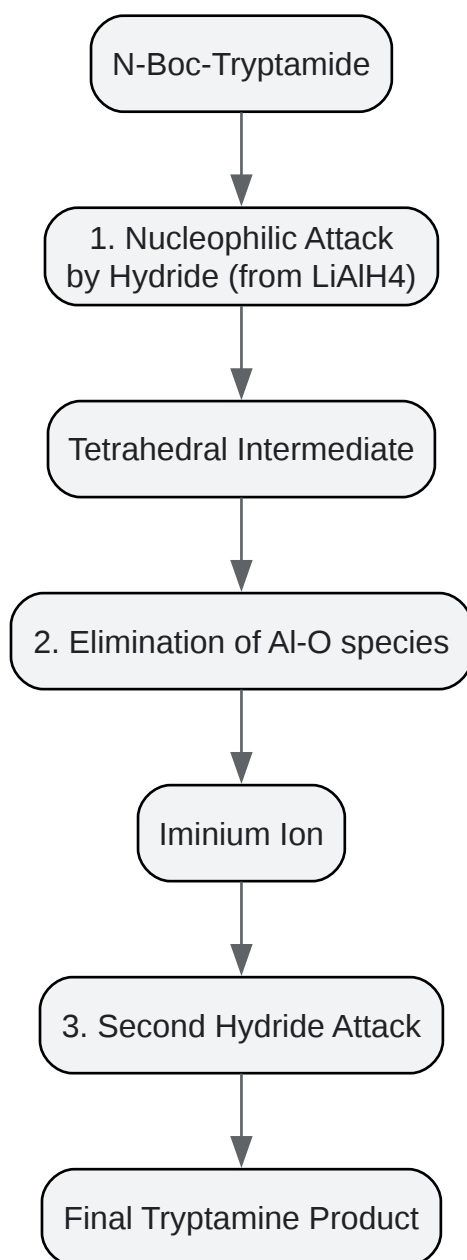 N-Boc-Tryptamide
1. Nucleophilic Attack
by Hydride (from LiAlH4)
Tetrahedral Intermediate
2. Elimination of Al-O species
Iminium Ion
3. Second Hydride Attack
Final Tryptamine Product